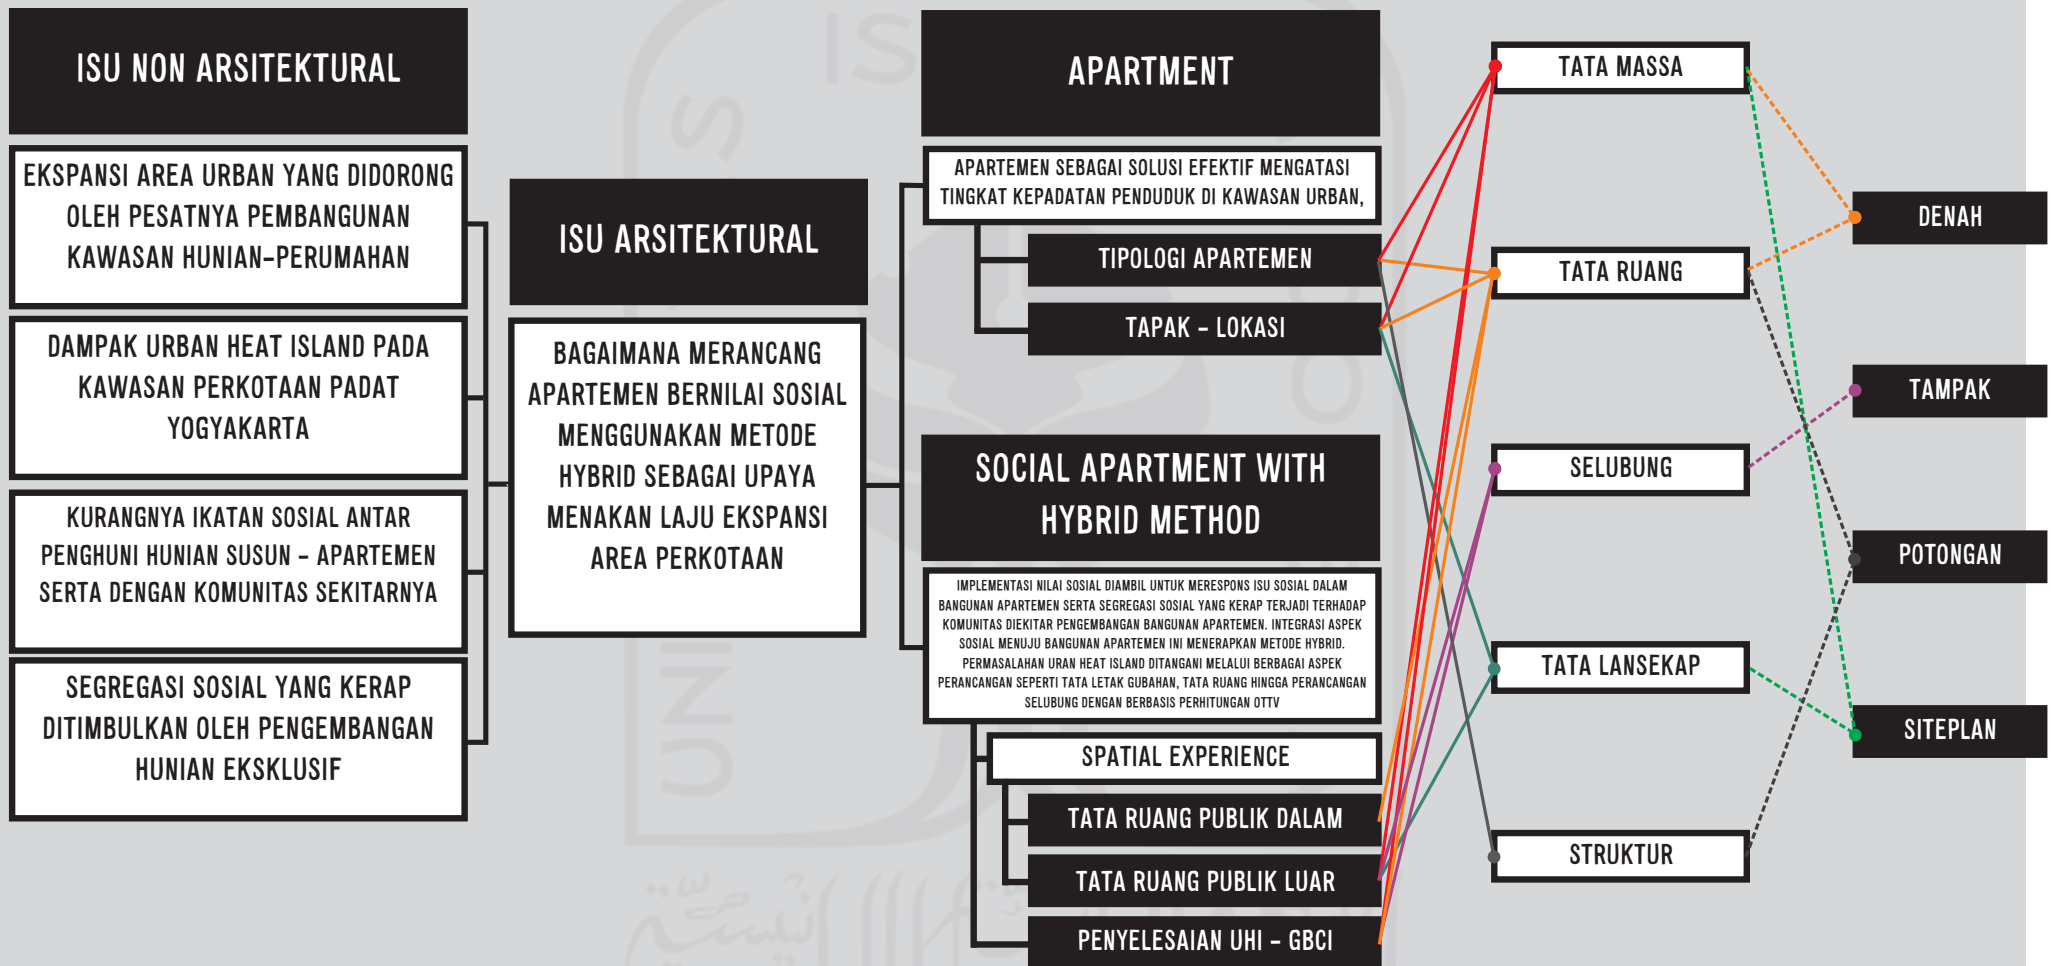 ISU NON ARSITEKTURAL
EKSPANSI AREA URBAN YANG DIDORONG
OLEH PESATNYA PEMBANGUNAN
KAWASAN HUNIAN-PERUMAHAN
DAMPAK URBAN HEAT ISLAND PADA
KAWASAN PERKOTAAN PADAT
YOGYAKARTA
KURANGNYA IKATAN SOSIAL ANTAR
PENGHUNI HUNIAN SUSUN - APARTEMEN
SERTA DENGAN KOMUNITAS SEKITARNYA
SEGREGASI SOSIAL YANG KERAP
DITIMBULKAN OLEH PENGEMBANGAN
HUNIAN EKSKLUSIF
ISU ARSITEKTURAL
BAGAIMANA MERANCANG
APARTEMEN BERNILAI SOSIAL
MENGGUNAKAN METODE
HYBRID SEBAGAI UPAYA
MENAKAN LAJU EKSPANSI
AREA PERKOTAAN
APARTMENT
APARTEMEN SEBAGAI SOLUSI EFEKTIF MENGATASI
TINGKAT KEPADATAN PENDUDUK DI KAWASAN URBAN,
TIPOLOGI APARTEMEN
TAPAK - LOKASI
SOCIAL APARTMENT WITH
HYBRID METHOD
IMPLEMENTASI NILAI SOSIAL DIAMBIL UNTUK MERESPONS ISU SOSIAL DALAM
BANGUNAN APARTEMEN SERTA SEGREGASI SOSIAL YANG KERAP TERJADI TERHADAP
KOMUNITAS DIEKITAR PENGEMBANGAN BANGUNAN APARTEMEN. INTEGRASI ASPEK
SOSIAL MENUJU BANGUNAN APARTEMEN INI MENERAPKAN METODE HYBRID.
PERMASALAHAN URAN HEAT ISLAND DITANGANI MELALUI BERBAGAI ASPEK
PERANCANGAN SEPERTI TATA LETAK GUBAHAN, TATA RUANG HINGGA PERANCANGAN
SELUBUNG DENGAN BERBASIS PERHITUNGAN OTTV
SPATIAL EXPERIENCE
TATA RUANG PUBLIK DALAM
TATA RUANG PUBLIK LUAR
PENYELESAIAN UHI - GBCI
TATA MASSA
TATA RUANG
SELUBUNG
TATA LANSEKAP
STRUKTUR
DENAH
TAMPAK
POTONGAN
SITEPLAN